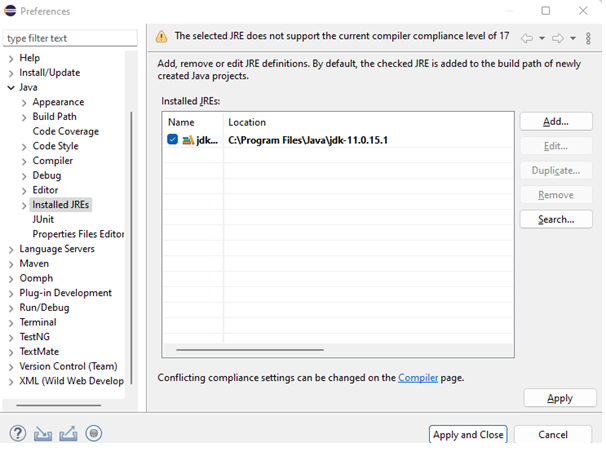 Preferences
type filter text
Help
Install/Update
Java
Appearance
Build Path
Code Coverage
Code Style
Compiler
Debug
Editor
Installed JREs
JUnit
Properties Files Editor
Language Servers
Maven
Oomph
Plug-in Development
Run/Debug
Terminal
TestNG
TextMate
Version Control (Team)
XML (Wild Web Develop
The selected JRE does not support the current compiler compliance level of 17
Add, remove or edit JRE definitions. By default, the checked JRE is added to the build path of newly
created Java projects.
Installed JREs:
Name Location
jdk... C:\Program Files\Java\jdk-11.0.15.1
Add...
Edit...
Duplicate...
Remove
Search...
Conflicting compliance settings can be changed on the Compiler page.
Apply
Apply and Close
Cancel